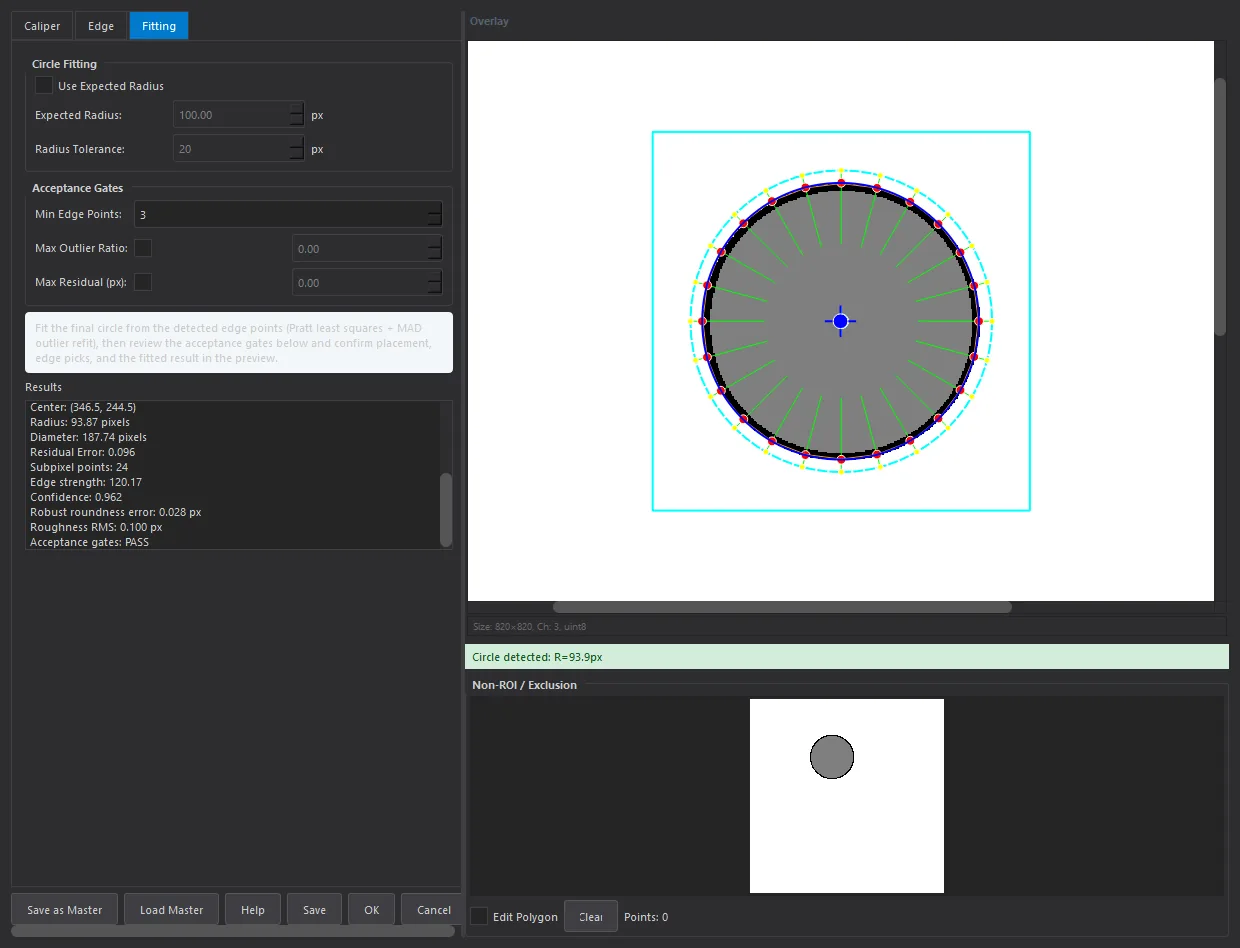 Caliper Edge Fitting
Circle Fitting
Use Expected Radius
Expected Radius: 100.00 px
Radius Tolerance: 20 px
Acceptance Gates
Min Edge Points: 3
Max Outlier Ratio: 0.00
Max Residual (px): 0.00
Fit the final circle from the detected edge points (Pratt least squares + MAD
outlier refit), then review the acceptance gates below and confirm placement,
edge picks, and the fitted result in the preview.
Results
Center: (346.5, 244.5)
Radius: 93.87 pixels
Diameter: 187.74 pixels
Residual Error: 0.096
Subpixel points: 24
Edge strength: 120.17
Confidence: 0.962
Robust roundness error: 0.028 px
Roughness RMS: 0.100 px
Acceptance gates: PASS
Save as Master Load Master Help Save OK Cancel
Overlay
Size: 820×820, Ch: 3, uint8
Circle detected: R=93.9px
Non-ROI / Exclusion
Edit Polygon Clear Points: 0